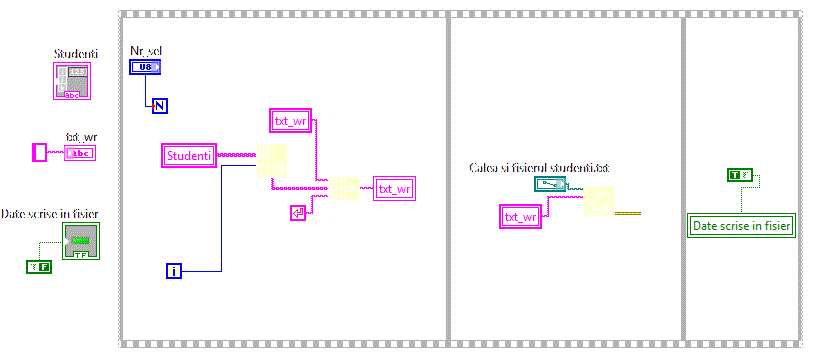 Studenti
abc
txt_wr
abc
Date scrise in fisier
TF
F
Nr_sel
U8
N
txt_wr
Studenti
txt_wr
i
Calea si fisierul studenti.txt
txt_wr
T
Date scrise in fisier